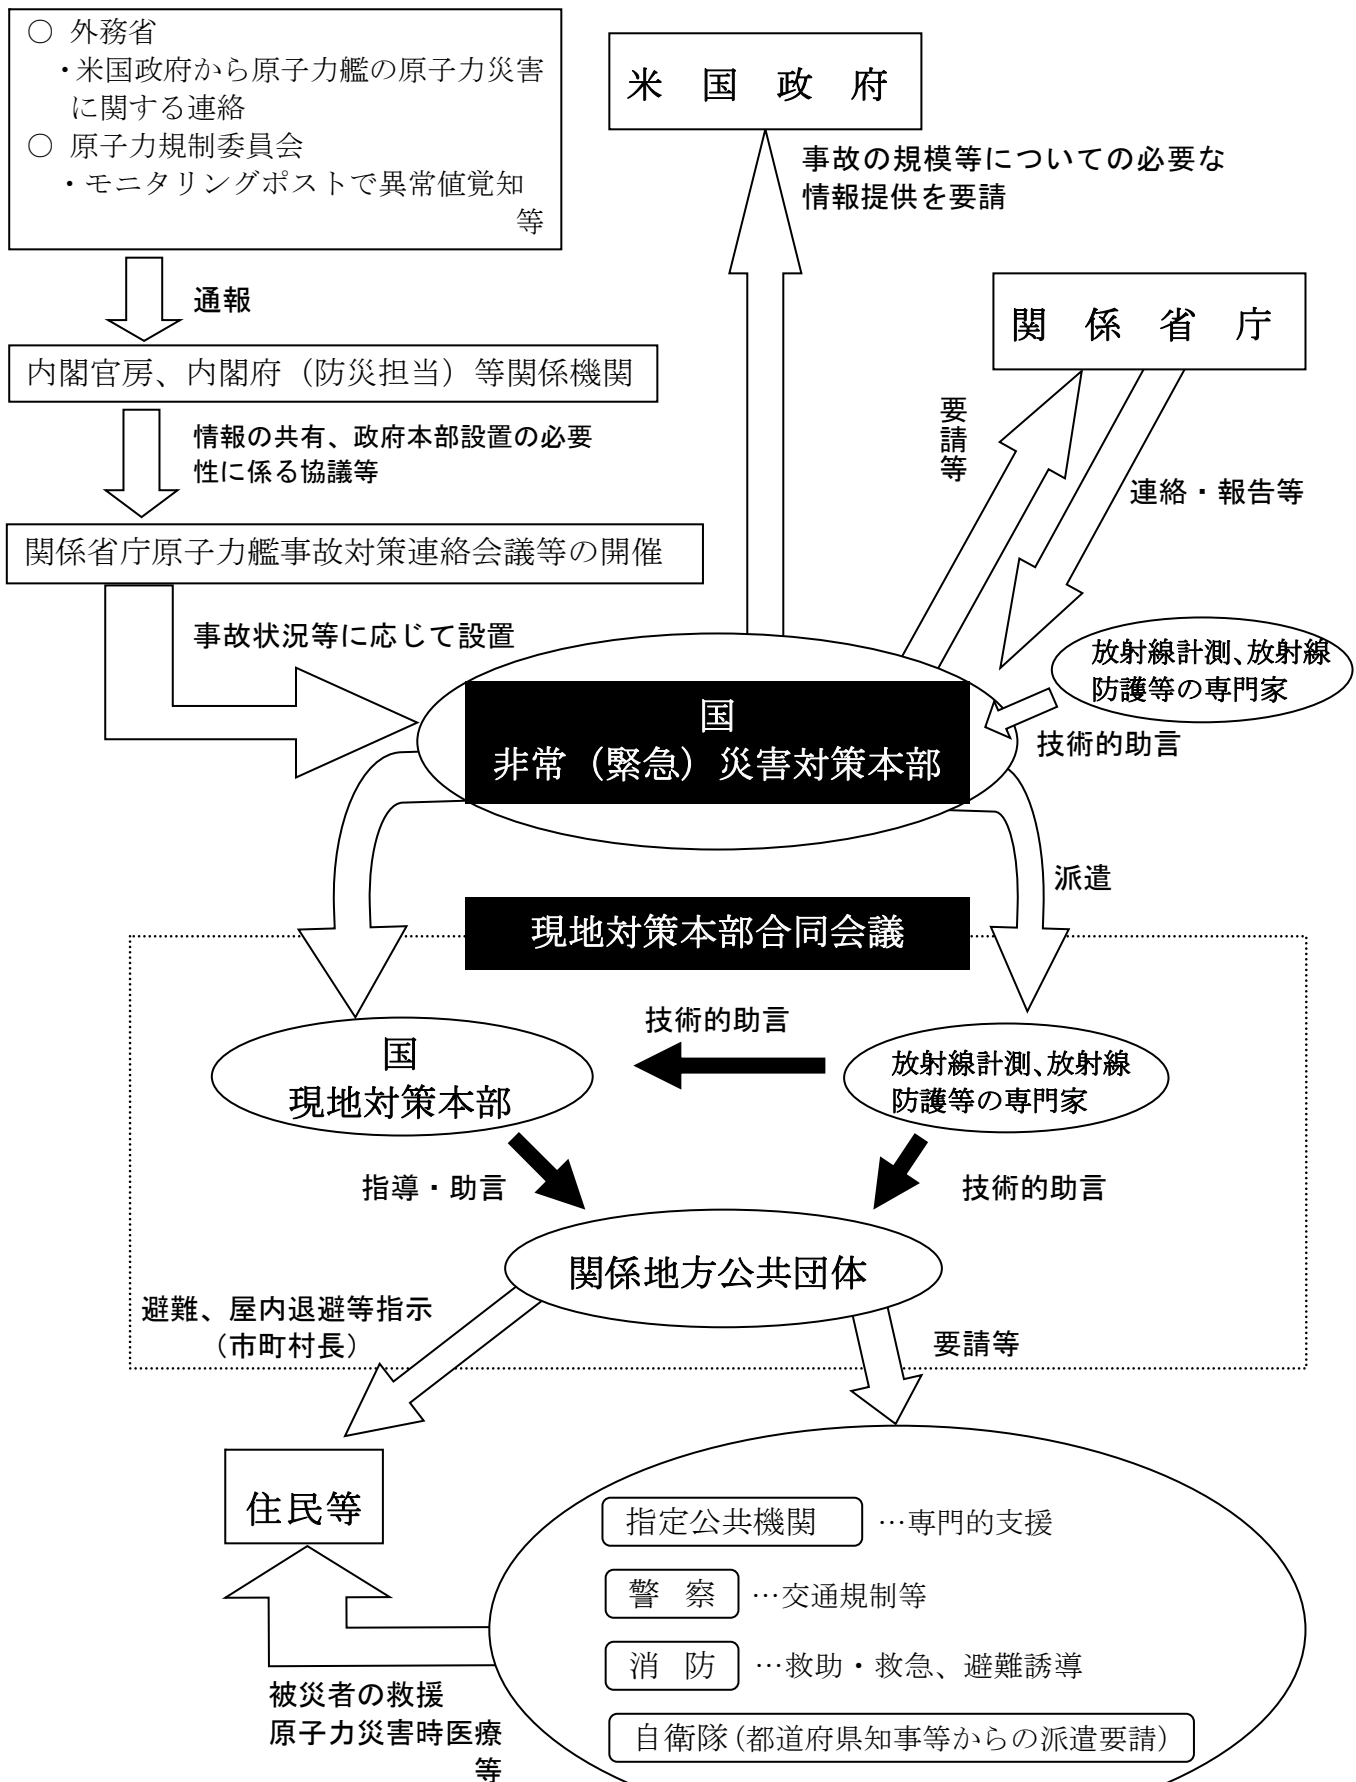 ○ 外務省
・米国政府から原子力艦の原子力災害
に関する連絡
○ 原子力規制委員会
・モニタリングポストで異常値覚知
等
米 国 政 府
事故の規模等についての必要な
情報提供を要請
通報
関 係 省 庁
内閣官房、内閣府（防災担当）等関係機関
情報の共有、政府本部設置の必要
性に係る協議等
要請等
連絡・報告等
関係省庁原子力艦事故対策連絡会議等の開催
事故状況等に応じて設置
放射線計測、放射線
防護等の専門家
国
非常（緊急）災害対策本部
技術的助言
派遣
現地対策本部合同会議
技術的助言
国
現地対策本部
放射線計測、放射線
防護等の専門家
指導・助言
技術的助言
関係地方公共団体
避難、屋内退避等指示
（市町村長）
要請等
住民等
指定公共機関 …専門的支援
警 察 …交通規制等
消 防 …救助・救急、避難誘導
被災者の救援
原子力災害時医療
等
自衛隊（都道府県知事等からの派遣要請）